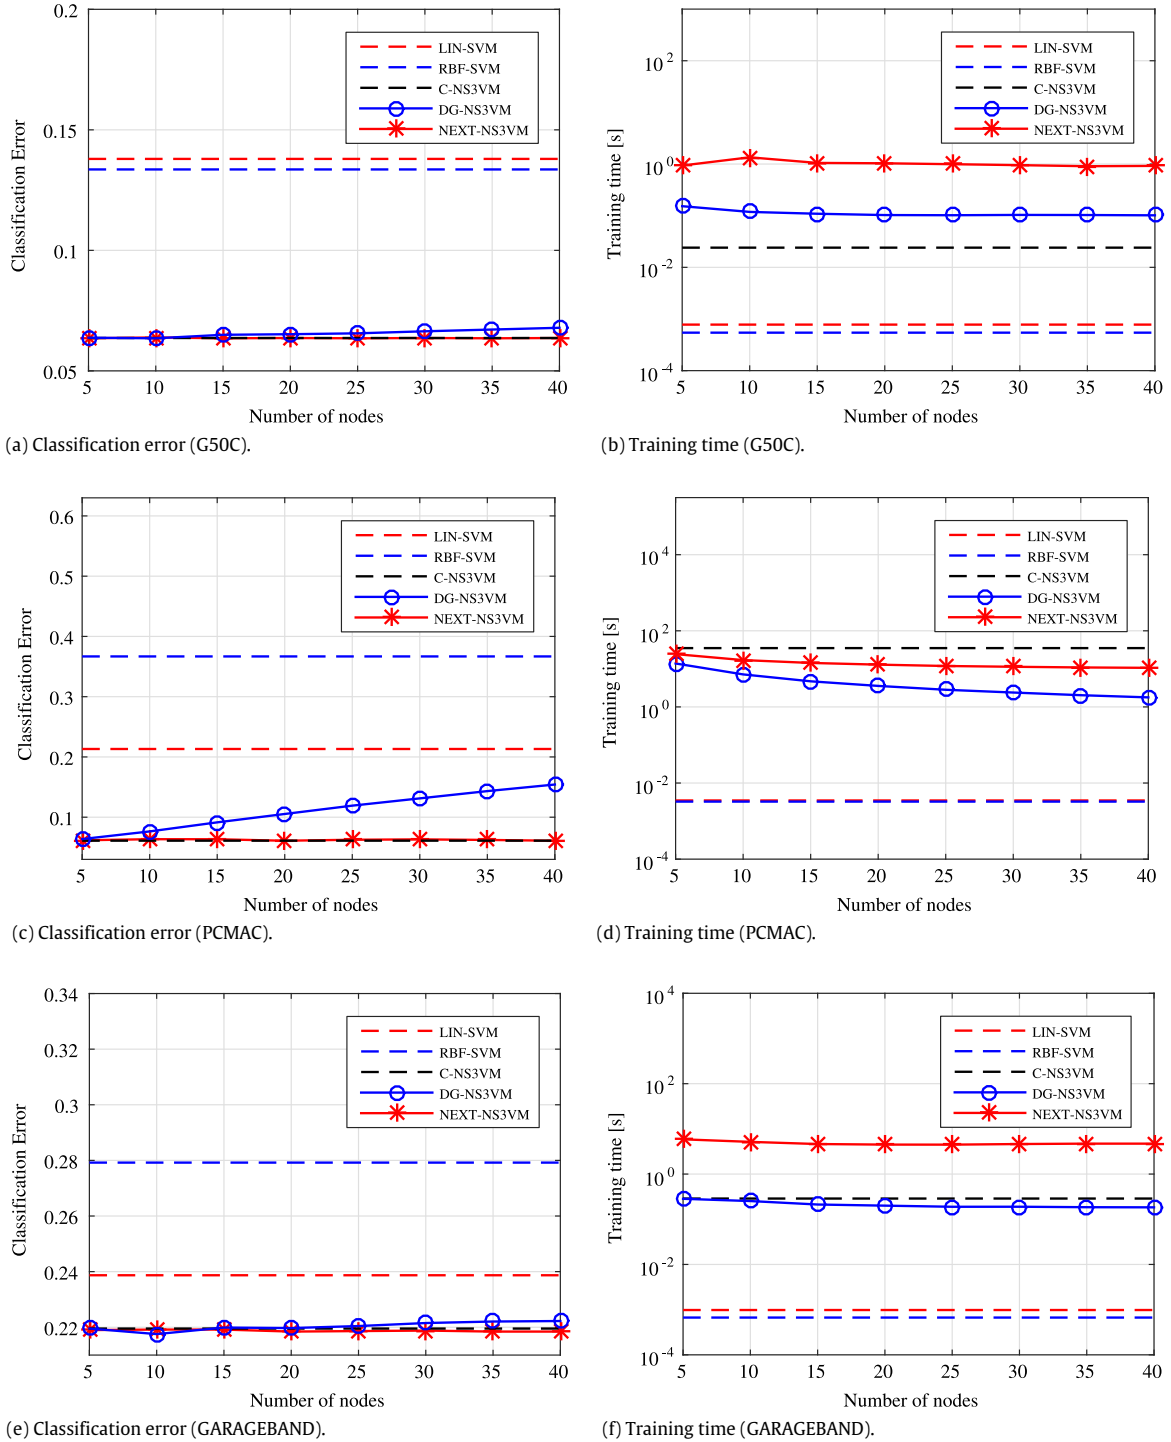 0.2
0.15
0.1
0.05
Classification Error
LIN-SVM
RBF-SVM
C-NS3VM
DG-NS3VM
NEXT-NS3VM
5 10 15 20 25 30 35 40
Number of nodes
(a) Classification error (G50C).
10^2
10^0
10^-2
10^-4
Training time [s]
LIN-SVM
RBF-SVM
C-NS3VM
DG-NS3VM
NEXT-NS3VM
5 10 15 20 25 30 35 40
Number of nodes
(b) Training time (G50C).
0.6
0.5
0.4
0.3
0.2
0.1
Classification Error
LIN-SVM
RBF-SVM
C-NS3VM
DG-NS3VM
NEXT-NS3VM
5 10 15 20 25 30 35 40
Number of nodes
(c) Classification error (PCMAC).
10^4
10^2
10^0
10^-2
10^-4
Training time [s]
LIN-SVM
RBF-SVM
C-NS3VM
DG-NS3VM
NEXT-NS3VM
5 10 15 20 25 30 35 40
Number of nodes
(d) Training time (PCMAC).
0.34
0.32
0.3
0.28
0.26
0.24
0.22
Classification Error
LIN-SVM
RBF-SVM
C-NS3VM
DG-NS3VM
NEXT-NS3VM
5 10 15 20 25 30 35 40
Number of nodes
(e) Classification error (GARAGEBAND).
10^4
10^2
10^0
10^-2
10^-4
Training time [s]
LIN-SVM
RBF-SVM
C-NS3VM
DG-NS3VM
NEXT-NS3VM
5 10 15 20 25 30 35 40
Number of nodes
(f) Training time (GARAGEBAND).